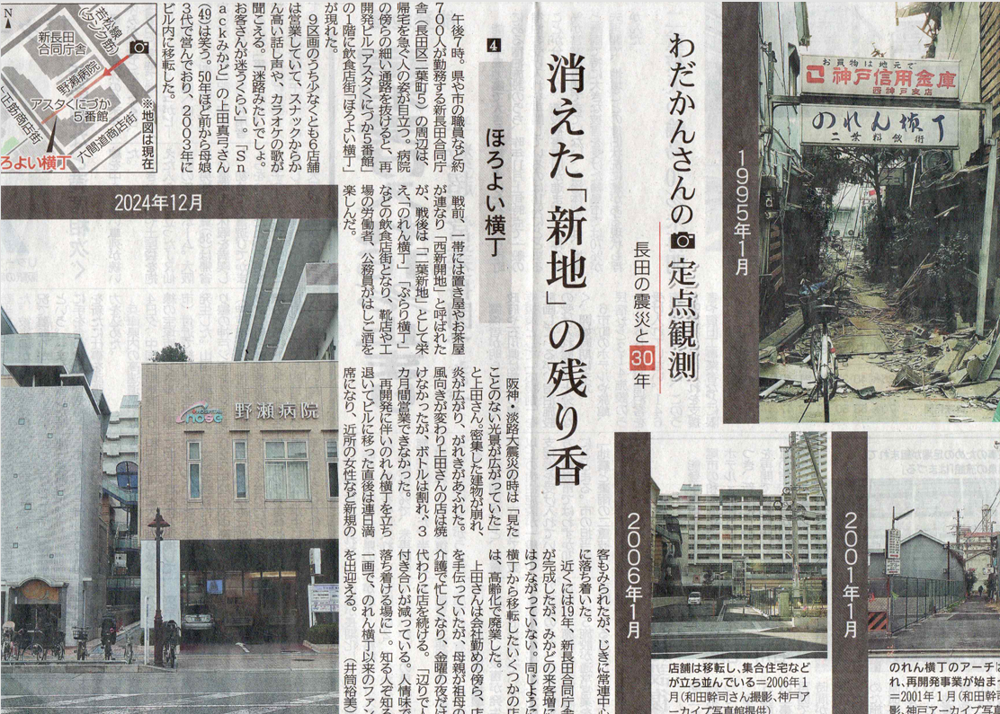 わだかんさんの定点観測
長田の震災と30年
消えた「新地」の残り香
4
ほろよい横丁
午後7時。県や市の職員など約
700人が勤務する新長田合同庁
舎(長田区二葉町5)の周辺は、
帰宅を急ぐ人の姿が目立つ。病院
の傍らの細い通路を抜けると、再
開発ビル「アスタくにづか5番館」
の1階に飲食店街「ほろよい横丁」
が現れた。
9区画のうち少なくとも6店舗
は営業していて、スナックからか
ん高い話し声や、カラオケの歌が
聞こえる。「迷路みたいでしょ。
お客さんが迷うくらい」。「Sn
ackみかど」の上田真弓さん
(49)は笑う。50年ほど前から母娘
3代で営んでおり、2003年に
ビル内に移転した。
戦前、一帯には置き屋やお茶屋
が連なり「西新開地」と呼ばれた
が、戦後は「二葉新地」として栄
え、「のれん横丁」「ぶらり横丁」
などの飲食店街となり、靴店や工
場の労働者、公務員がはしご酒を
楽しんだ。
阪神・淡路大震災の時は「見た
ことのない光景が広がっていた」
と上田さん。密集した建物が崩れ、
炎が広がり、がれきがあふれた。
風向きが変わり上田さんの店は焼
けなかったが、ボトルは割れ、3
カ月間営業できなかった。
再開発に伴いのれん横丁を立ち
退いてビルに移った直後は連日満
席になり、近所の女性など新規の
客もみられたが、じきに常連中心
に落ち着いた。
近くには19年、新長田合同庁舎
が完成したが、みかどの来客増に
はつながっていない。同じように
横丁から移転したいくつかの店
は、高齢化で廃業した。
上田さんは会社勤めの傍ら、店
を手伝っていたが、母親が祖母の
介護で忙しくなり、金曜の夜だけ
代わりに店を続ける。「辺りで人
付き合いが減っている。人情味で
落ち着ける場に」。知る人ぞ知る
一画で、のれん横丁以来のファン
を出迎える。
(井筒裕美)
N
若松線
新長田
合同庁舎
野瀬病院
アスタくにづか
5番館
六間道商店街
大正筋商店街
ほろよい横丁
※地図は現在
2024年12月
nose
野瀬病院
1995年1月
お買物は地元で
神戸信用金庫
西神戸支店
のれん横丁
二葉料飲街
2006年1月
店舗は移転し、集合住宅など
が立ち並んでいる=2006年1
月(和田幹司さん撮影、神戸ア
ーカイブ写真館提供)
2001年1月
のれん横丁のアーチは
れ、再開発事業が始ま
=2001年1月(和田幹
影、神戸アーカイブ写真